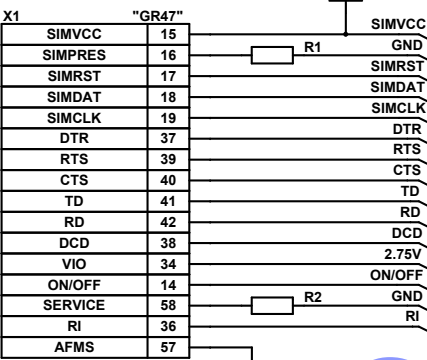 X1 "GR47"
SIMVCC 15 SIMVCC
SIMPRES 16 R1 GND
SIMRST 17 SIMRST
SIMDAT 18 SIMDAT
SIMCLK 19 SIMCLK
DTR 37 DTR
RTS 39 RTS
CTS 40 CTS
TD 41 TD
RD 42 RD
DCD 38 DCD
VIO 34 2.75V
ON/OFF 14 ON/OFF
SERVICE 58 R2 GND
RI 36 RI
AFMS 57